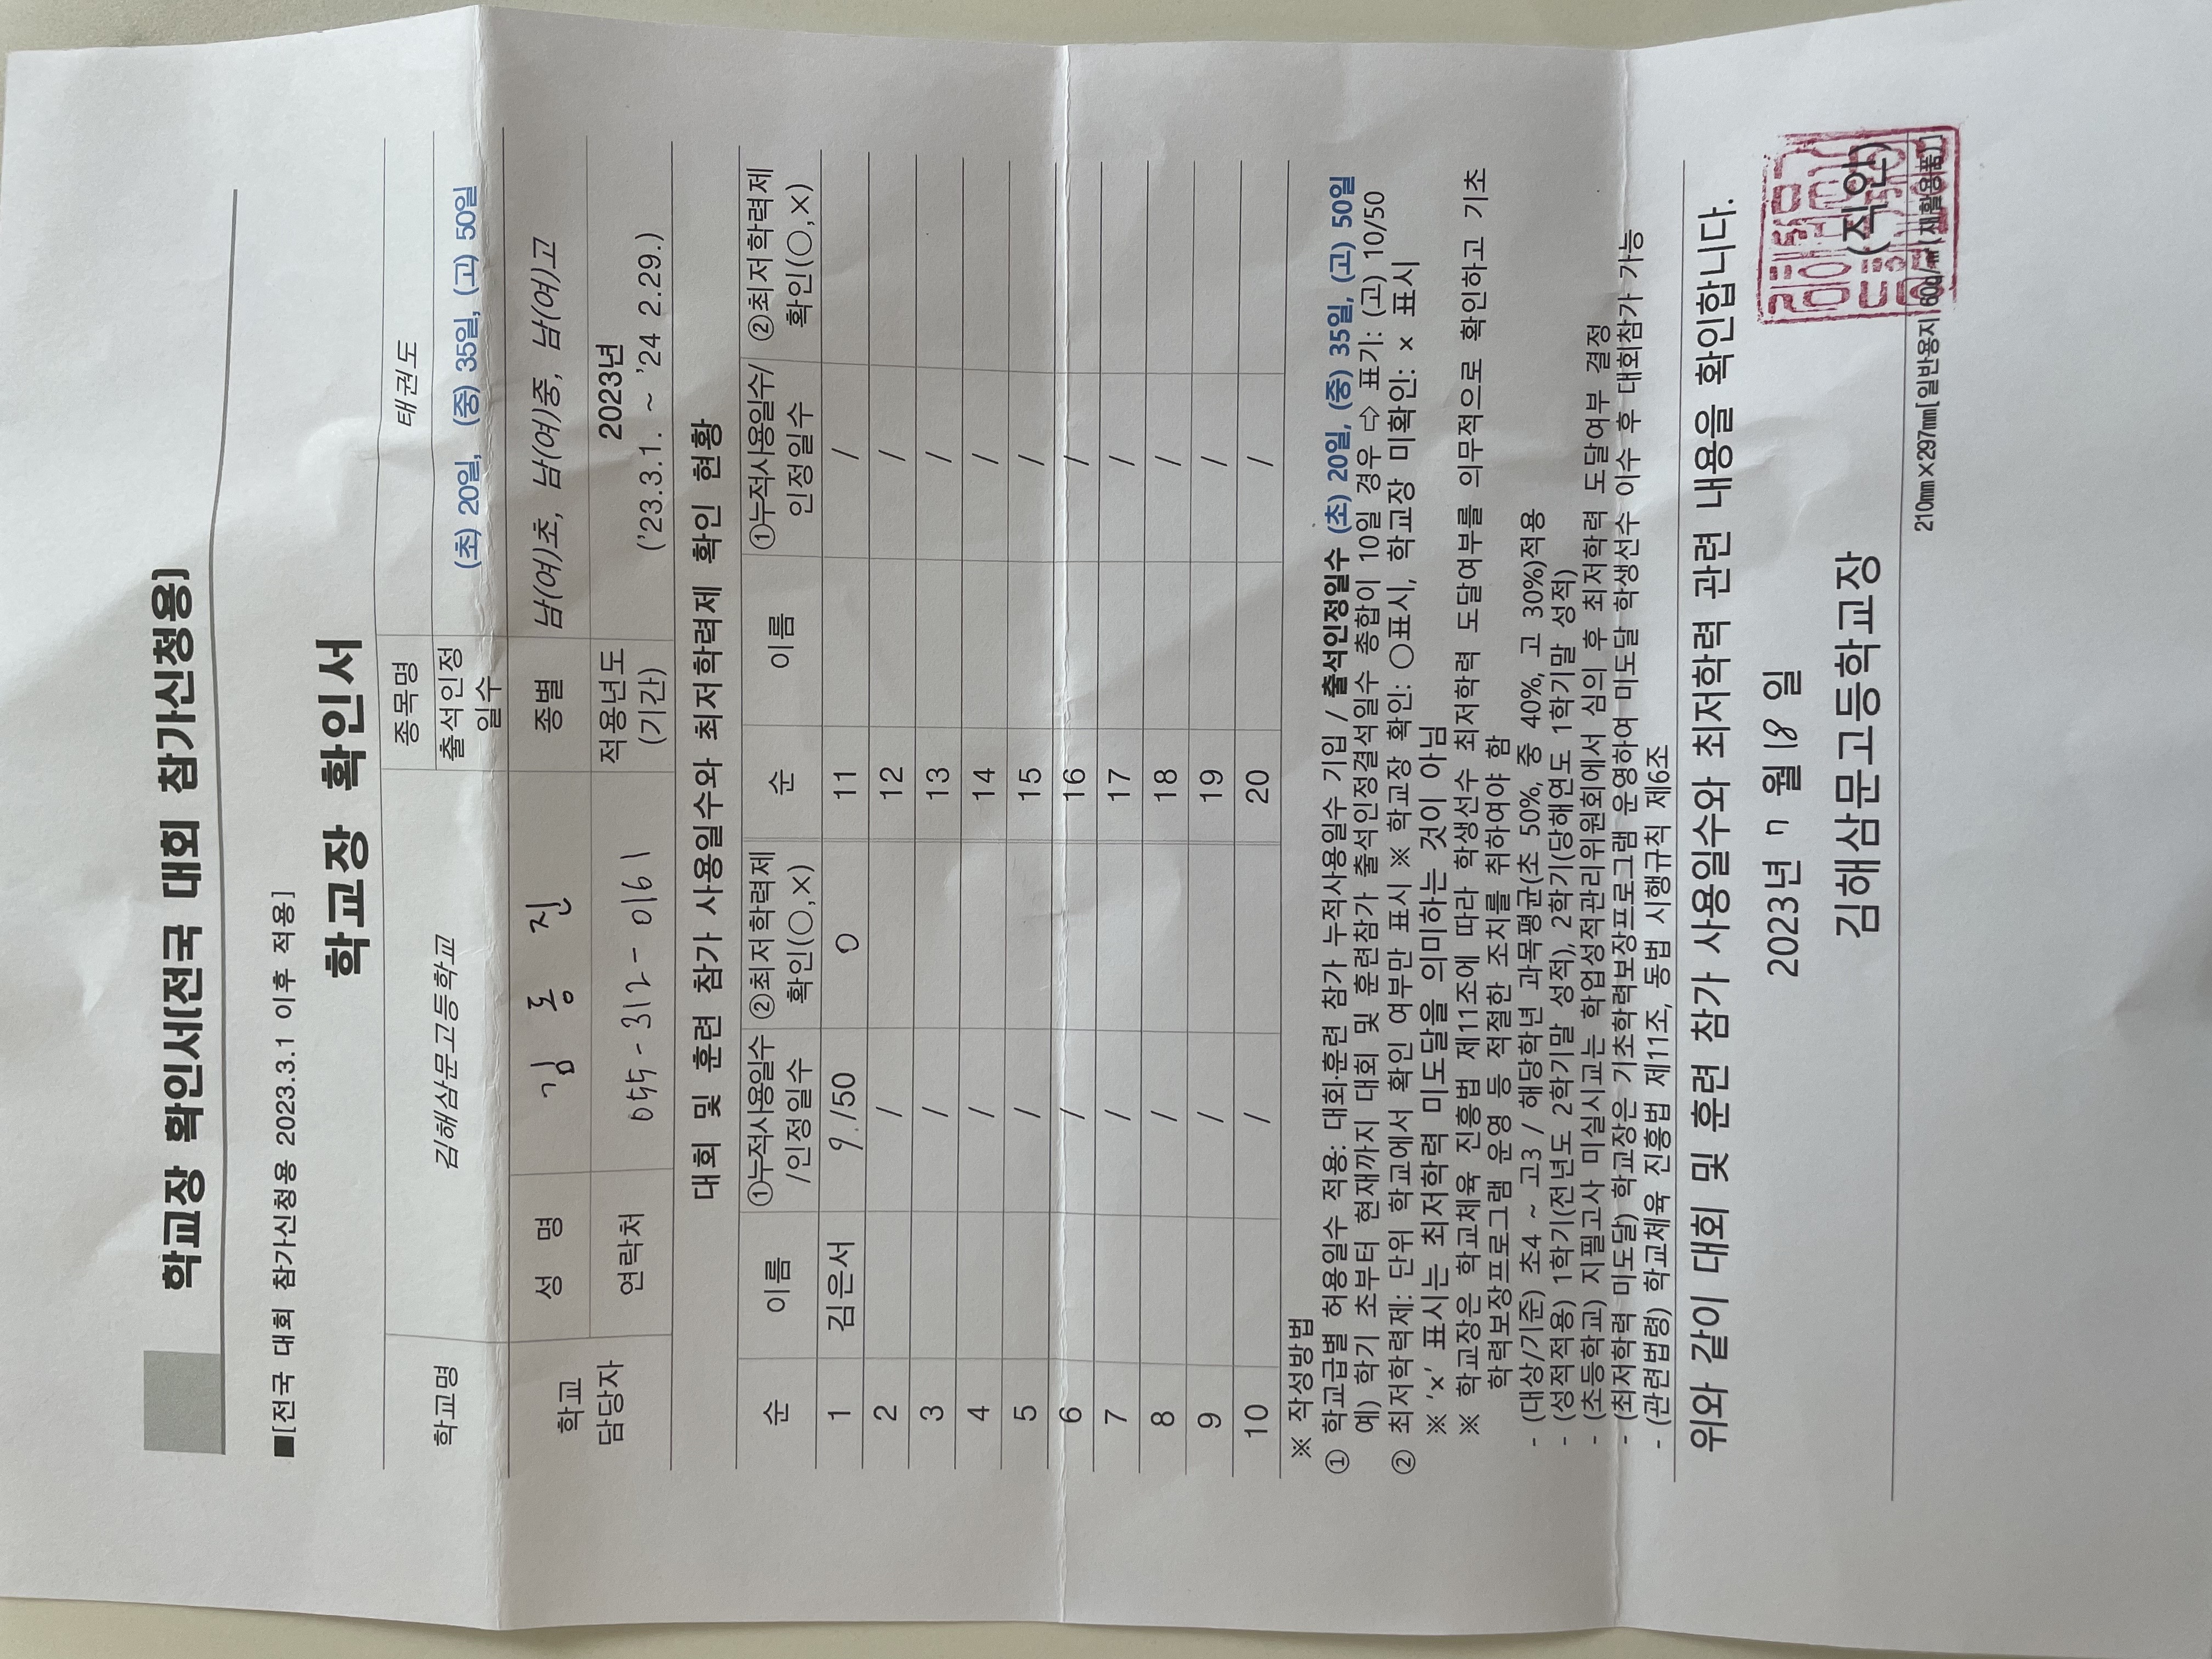 학교장 확인서(전국 대회 참가신청용)
■[전국 대회 참가신청용 2023.3.1 이후 적용]
학교장 확인서
학교명 김해삼문고등학교 종목명 태권도
출석인정일수 (초) 20일, (중) 35일, (고) 50일
학교 담당자 성 명 김 동 진 종별 남(여)초, 남(여)중, 남(여)고
연락처 055-312-0161 적용년도(기간) 2023년
('23.3.1. ~ '24 2.29.)
대회 및 훈련 참가 사용일수와 최저학력제 확인 현황
순 이름 ①누적사용일수/인정일수 ②최저학력제 확인(○,×) 순 이름 ①누적사용일수/인정일수 ②최저학력제 확인(○,×)
1 김은서 9./50 O 11 /
2 / 12 /
3 / 13 /
4 / 14 /
5 / 15 /
6 / 16 /
7 / 17 /
8 / 18 /
9 / 19 /
10 / 20 /
※ 작성방법
① 학교급별 허용일수 적용: 대회·훈련 참가 누적사용일수 기입 / 출석인정일수 (초) 20일, (중) 35일, (고) 50일
예) 학기 초부터 현재까지 대회 및 훈련참가 출석인정결석일수 총합이 10일 경우 ⇨ 표기: (고) 10/50
② 최저학력제: 단위 학교에서 확인 여부만 표시 ※ 학교장 확인: ○표시, 학교장 미확인: × 표시
※ '×' 표시는 최저학력 미도달을 의미하는 것이 아님
※ 학교장은 학교체육 진흥법 제11조에 따라 학생선수 최저학력 도달여부를 의무적으로 확인하고 기초
학력보장프로그램 운영 등 적절한 조치를 취하여야 함
- (대상/기준) 초4 ~ 고3 / 해당학년 과목평균(초 50%, 중 40%, 고 30%)적용
- (성적적용) 1학기(전년도 2학기말 성적), 2학기(당해연도 1학기말 성적)
- (초등학교) 지필고사 미실시교는 학업성적관리위원회에서 심의 후 최저학력 도달여부 결정
- (최저학력 미도달) 학교장은 기초학력보장프로그램 운영하여 미도달 학생선수 이수 후 대회참가 가능
- (관련법령) 학교체육 진흥법 제11조, 동법 시행규칙 제6조
위와 같이 대회 및 훈련 참가 사용일수와 최저학력 관련 내용을 확인합니다.
2023년 7월 18일
김해삼문고등학교장 (직인)
210㎜×297㎜[일반용지 60g/㎡(재활용품)]